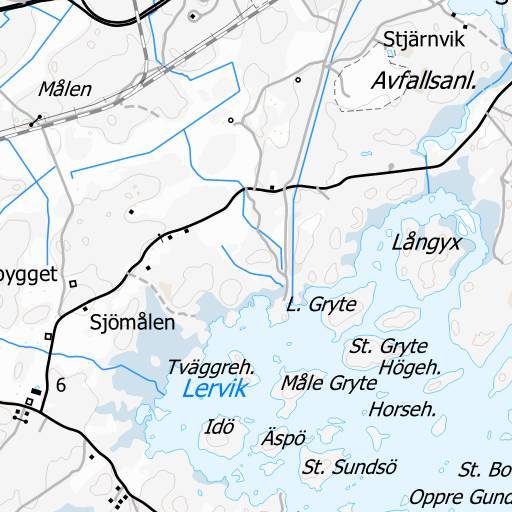 Stjärnvik
Avfallsanl.
Målen
Långyx
bygget
L. Gryte
Sjömålen
St. Gryte
Tväggreh.
Högeh.
6
Lervik
Måle Gryte
Horseh.
Idö
Äspö
St. Sundsö
St. Bo
Oppre Gund